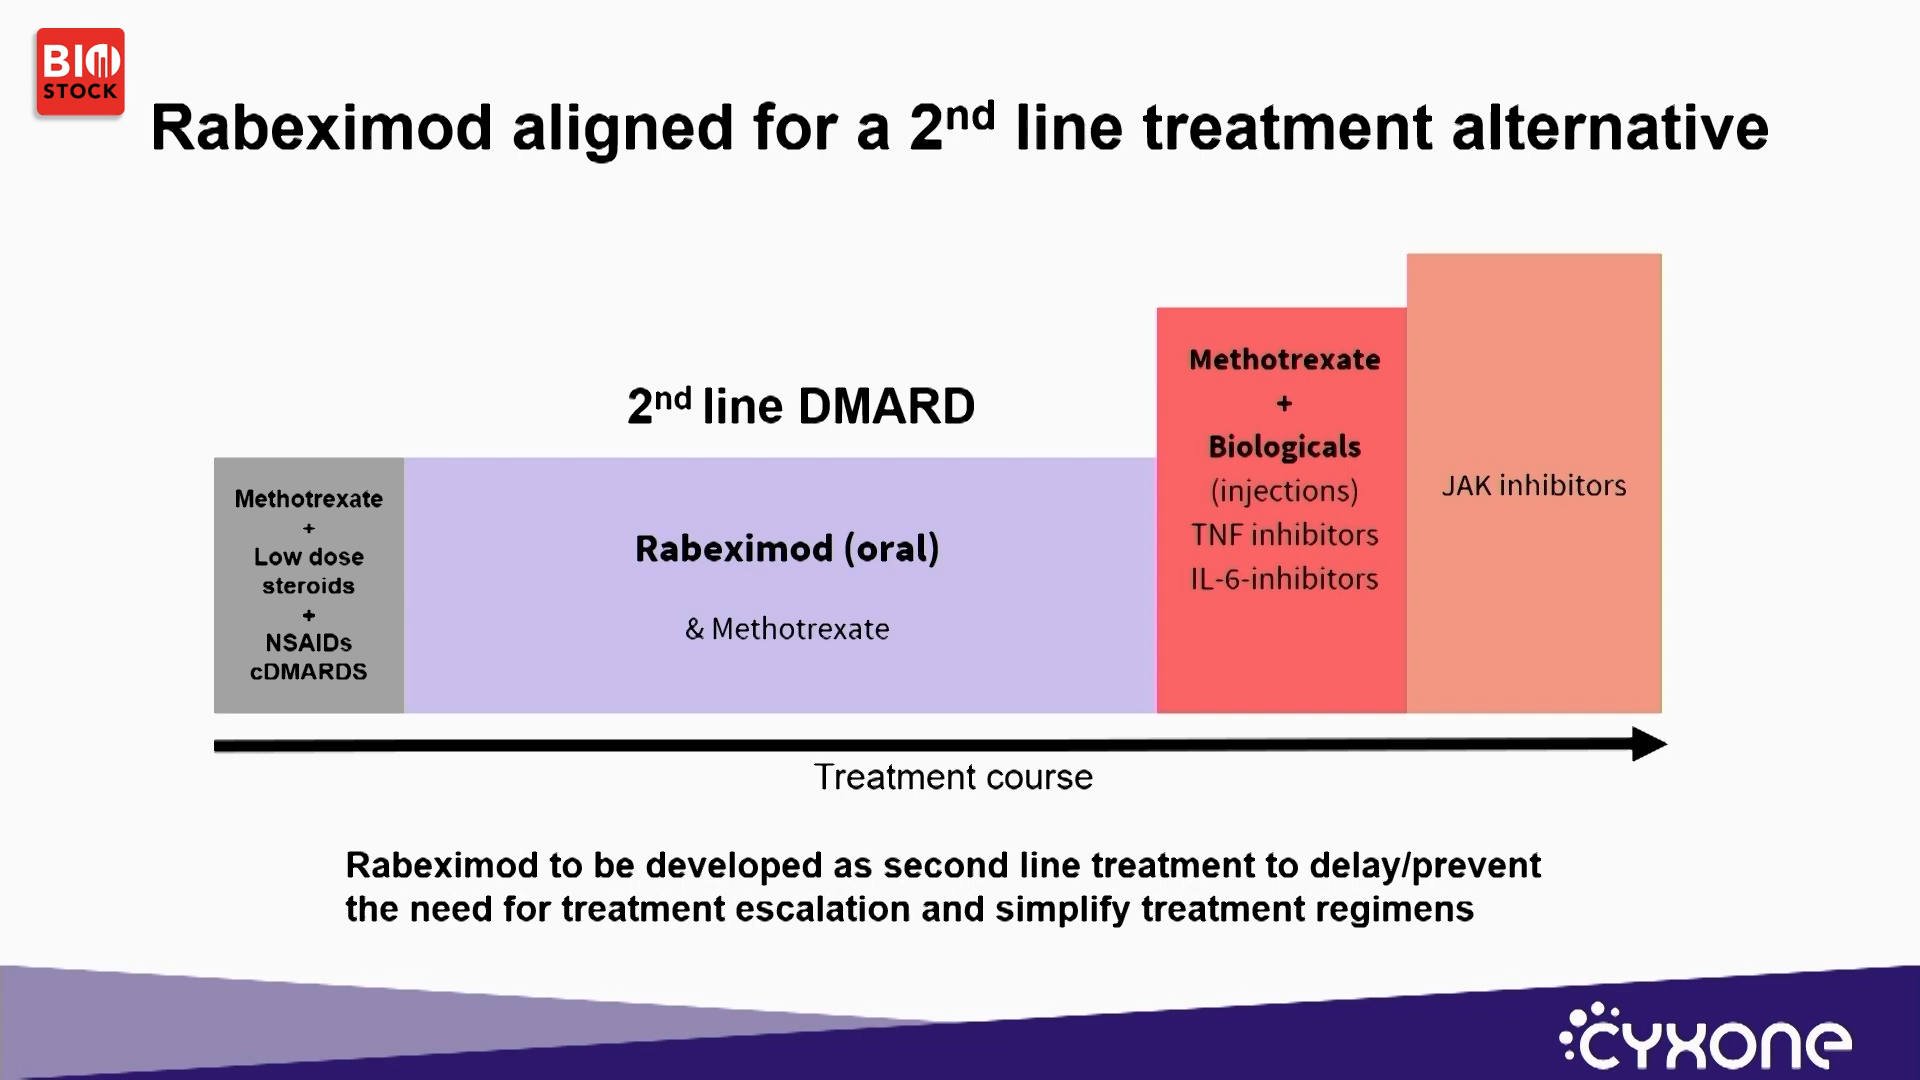 BIO
STOCK
Rabeximod aligned for a 2nd line treatment alternative
2nd line DMARD
Methotrexate
+
Low dose
steroids
+
NSAIDs
cDMARDS
Rabeximod (oral)
& Methotrexate
Methotrexate
+
Biologicals
(injections)
TNF inhibitors
IL-6-inhibitors
JAK inhibitors
Treatment course
Rabeximod to be developed as second line treatment to delay/prevent
the need for treatment escalation and simplify treatment regimens
cyxone